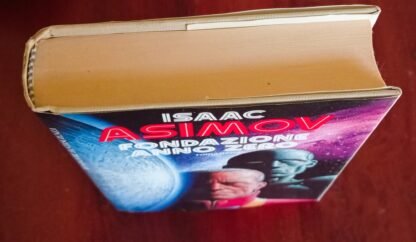 ISAAC
ASIMOV
FONDAZIONE
ANNO ZERO